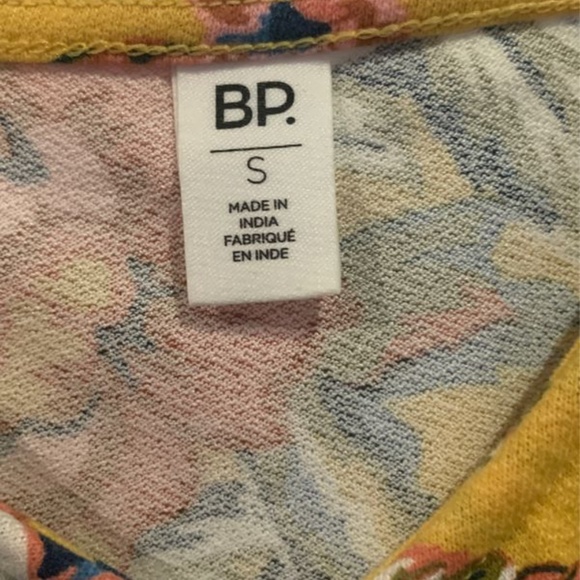 BP.
S
MADE IN
INDIA
FABRIQUÉ
EN INDE